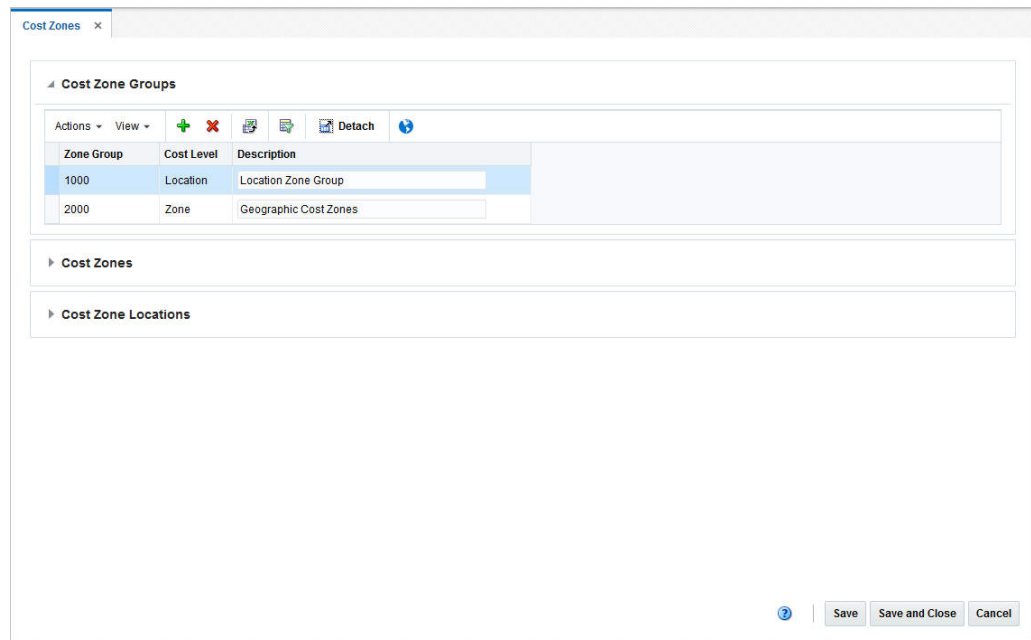 Cost Zones ×
Cost Zone Groups
Actions View Detach
Zone Group Cost Level Description
1000 Location Location Zone Group
2000 Zone Geographic Cost Zones
Cost Zones
Cost Zone Locations
? Save Save and Close Cancel